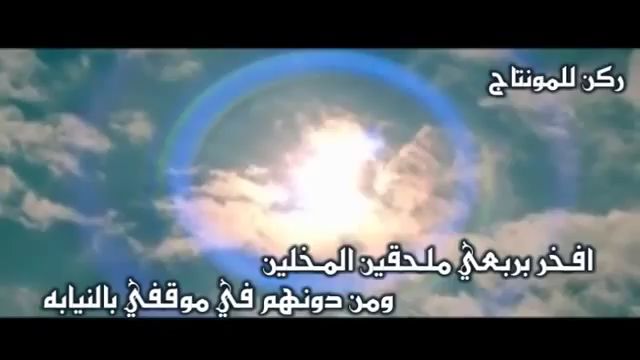 ركن للمونتاج
افخر بربعي ملحقين المخلين
ومن دونهم في موقفي بالنيابه